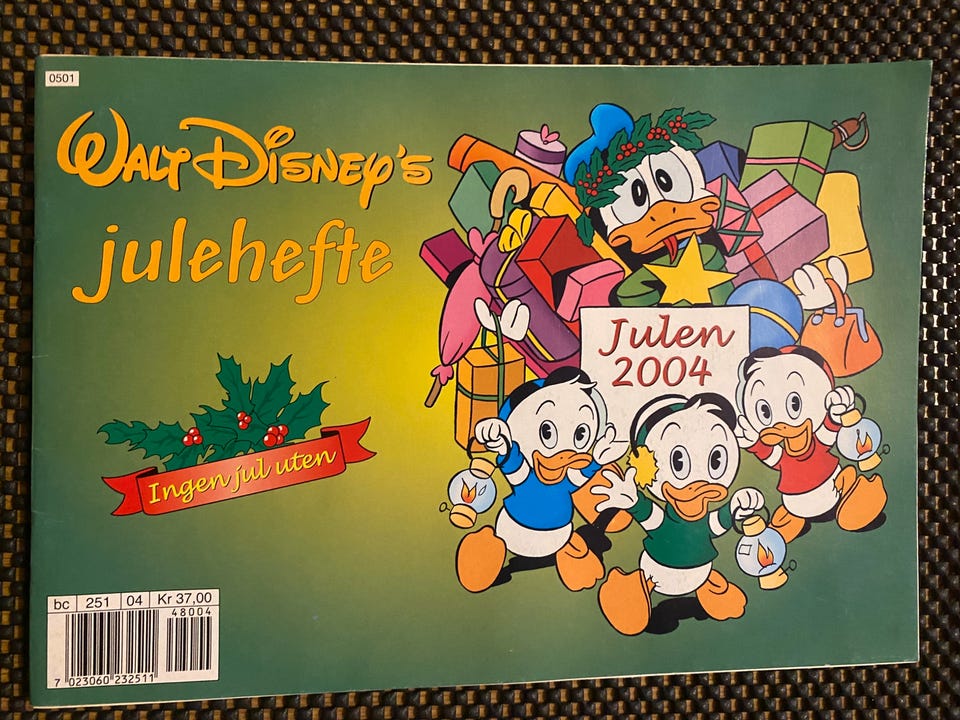 0501
WALT DISNEY'S
julehefte
Julen
2004
Ingen jul uten
bc 251 04 Kr 37,00
48004
7 023060 232511